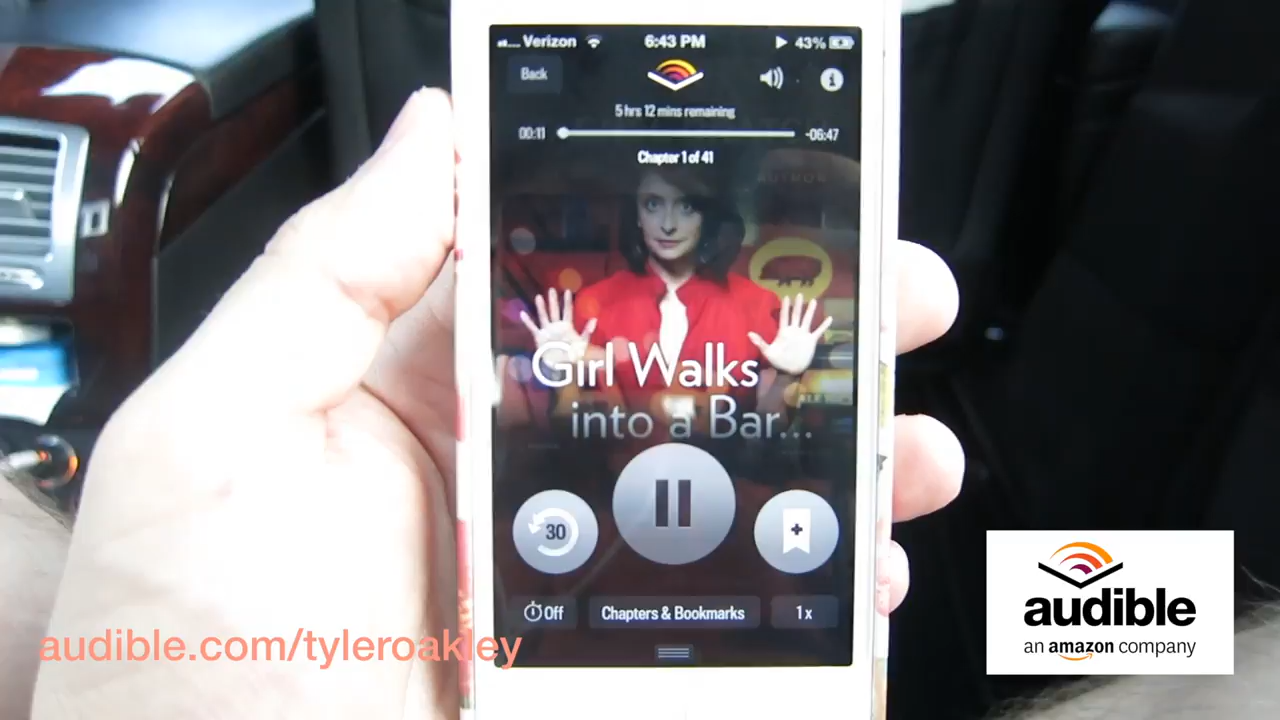 Verizon 6:43 PM 43%
Back
5 hrs 12 mins remaining
00:11 -06:47
Chapter 1 of 41
AUTHOR
Girl Walks
into a Bar...
30
Off Chapters & Bookmarks 1x
audible.com/tyleroakley
audible
an amazon company